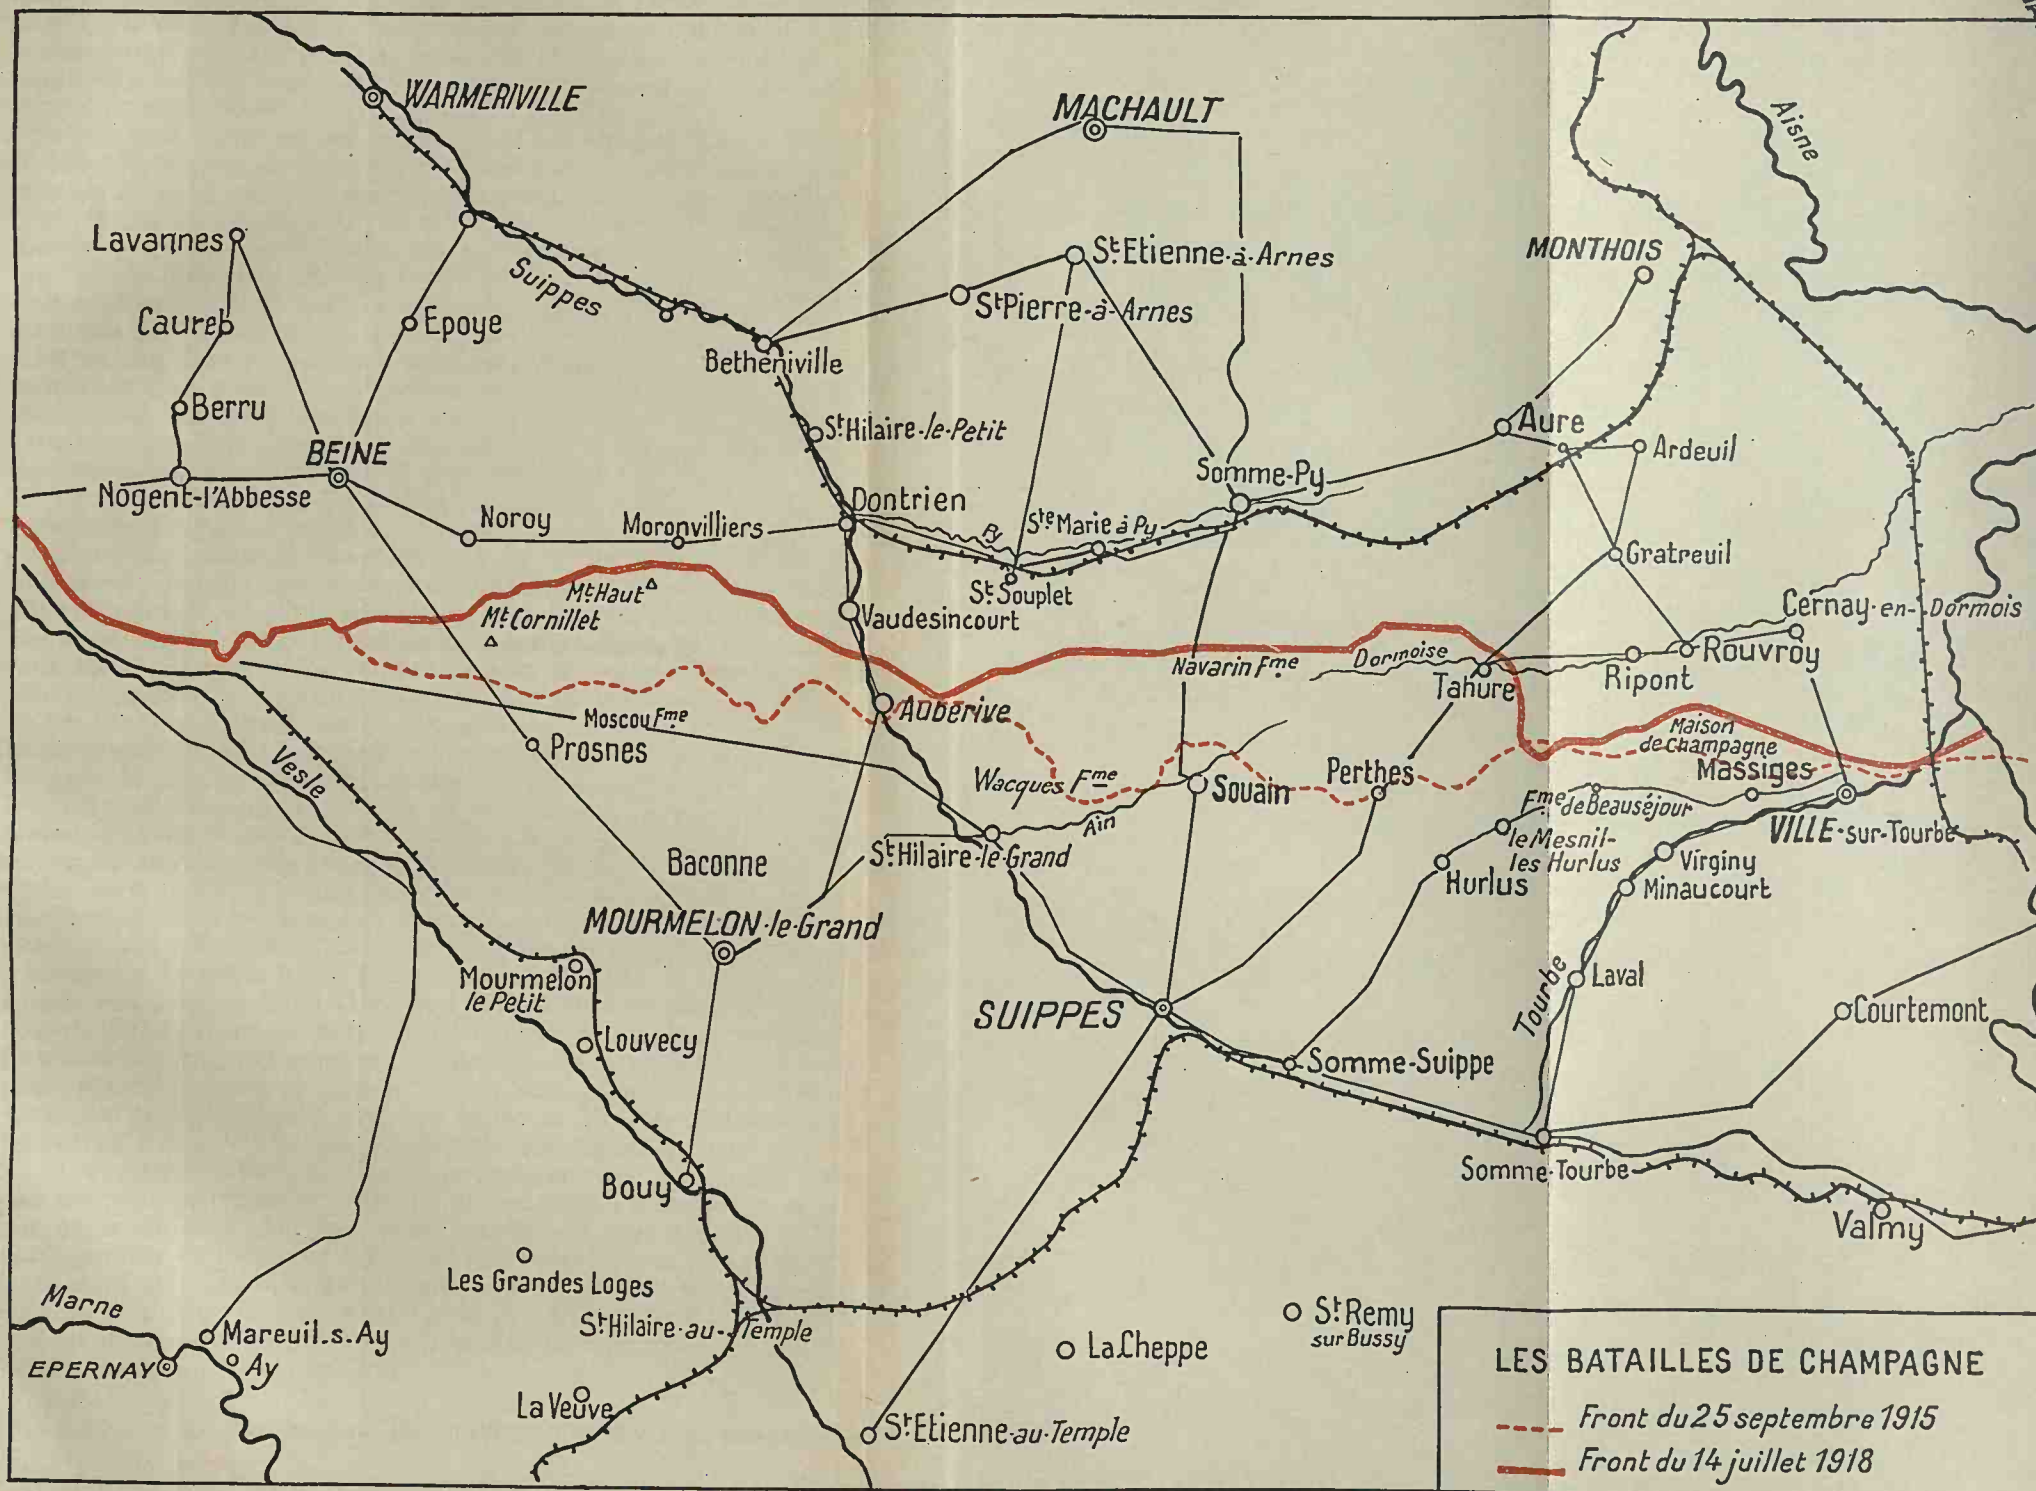 WARMERIVILLE
MACHAULT
Aisne
Lavannes
Suippes
St Etienne-à-Arnes
MONTHOIS
St Pierre-à-Arnes
Caurel
Epoye
Betheniville
Berru
St Hilaire-le-Petit
Aure
Ardeuil
BEINE
Somme-Py
Nogent-l'Abbesse
Dontrien
Noroy
Moronvilliers
Py
Ste Marie à Py
Gratreuil
Mt Haut
St Souplet
Mt Cornillet
Vaudesincourt
Cernay-en-Dormois
Navarin Fme
Dormoise
Rouvroy
Tahure
Ripont
Moscou Fme
Auberive
Prosnes
Maison
de Champagne
Massiges
Vesle
Wacques Fme
Souain
Perthes
Fme de Beauséjour
Ain
VILLE-sur-Tourbe
St Hilaire-le-Grand
le Mesnil-
les Hurlus
Baconne
Hurlus
Virginy
Minaucourt
MOURMELON-le-Grand
Mourmelon
le Petit
Tourbe
Laval
SUIPPES
Courtemont
Louvecy
Somme-Suippe
Bouy
Somme-Tourbe
Valmy
Les Grandes Loges
Marne
St Hilaire-au-Temple
St Remy
sur Bussy
Mareuil.s.Ay
La Cheppe
EPERNAY
Ay
La Veuve
St Etienne-au-Temple
LES BATAILLES DE CHAMPAGNE
Front du 25 septembre 1915
Front du 14 juillet 1918